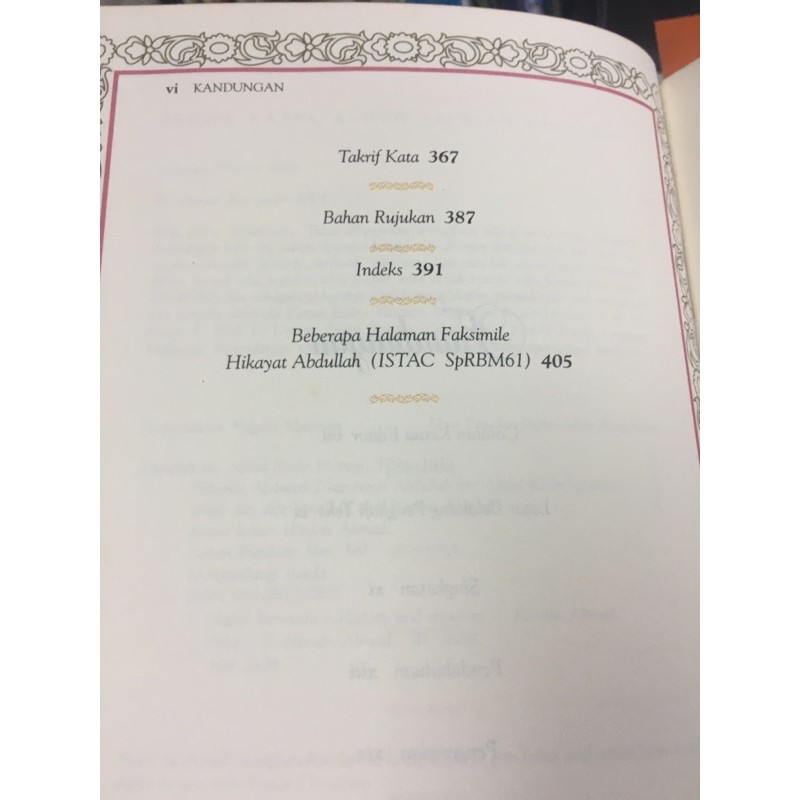 vi KANDUNGAN
Takrif Kata 367
Bahan Rujukan 387
Indeks 391
Beberapa Halaman Faksimile
Hikayat Abdullah (ISTAC SpRBM61) 405